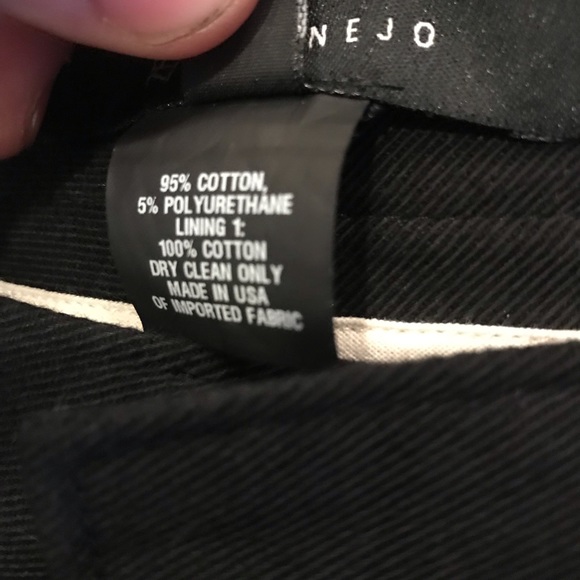 NEJO
95% COTTON,
5% POLYURETHANE
LINING 1:
100% COTTON
DRY CLEAN ONLY
MADE IN USA
OF IMPORTED FABRIC